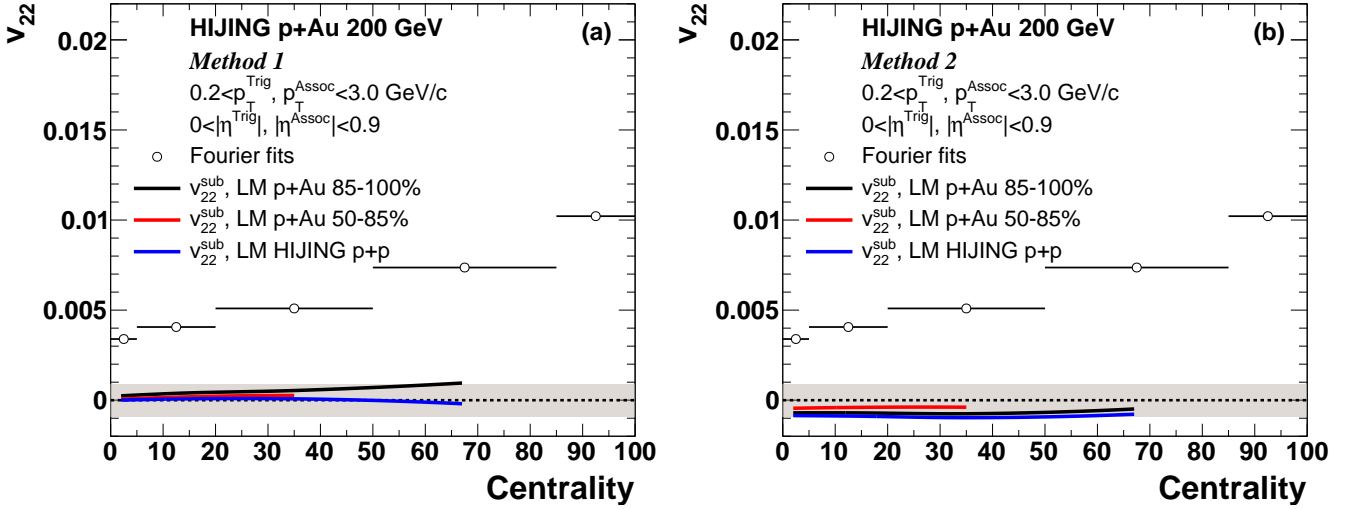 v₂₂
HIJING p+Au 200 GeV (a)
Method 1
0.2<p_T^Trig, p_T^Assoc<3.0 GeV/c
0<|η^Trig|, |η^Assoc|<0.9
Fourier fits
v₂₂^sub, LM p+Au 85-100%
v₂₂^sub, LM p+Au 50-85%
v₂₂^sub, LM HIJING p+p
0.02
0.015
0.01
0.005
0
0 10 20 30 40 50 60 70 80 90 100
Centrality
v₂₂
HIJING p+Au 200 GeV (b)
Method 2
0.2<p_T^Trig, p_T^Assoc<3.0 GeV/c
0<|η^Trig|, |η^Assoc|<0.9
Fourier fits
v₂₂^sub, LM p+Au 85-100%
v₂₂^sub, LM p+Au 50-85%
v₂₂^sub, LM HIJING p+p
0.02
0.015
0.01
0.005
0
0 10 20 30 40 50 60 70 80 90 100
Centrality